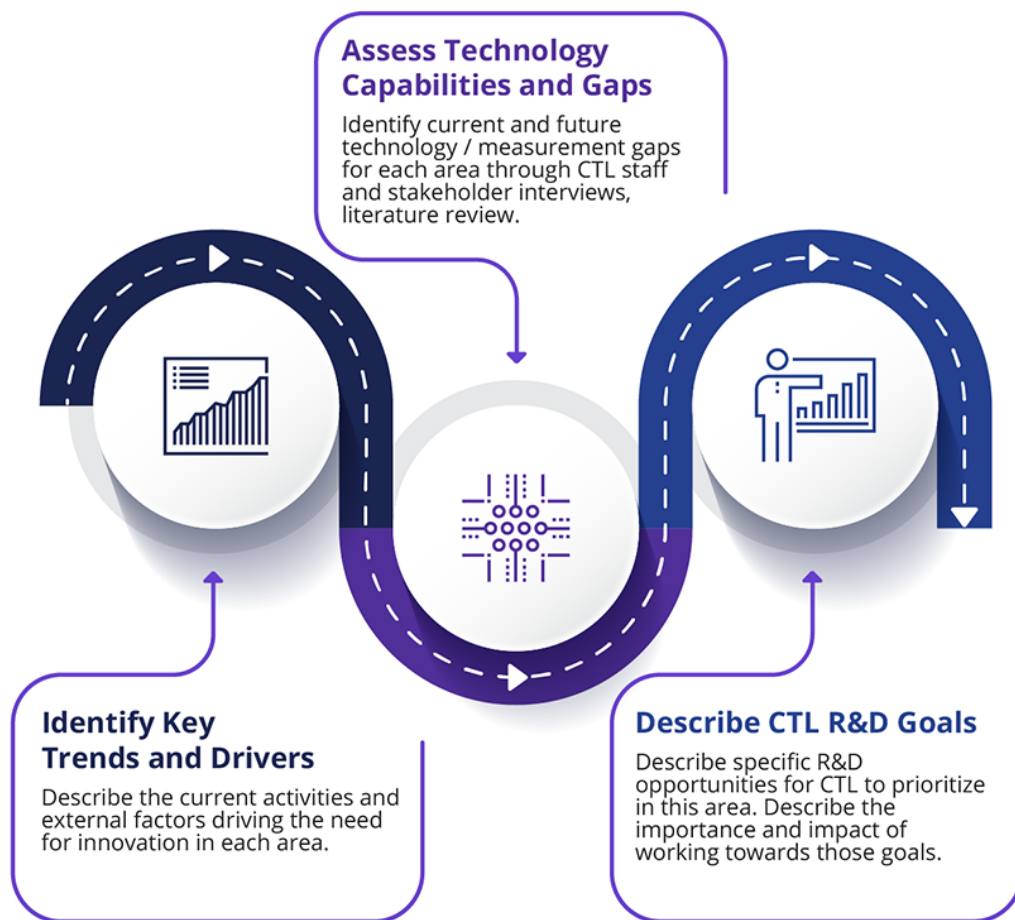 Assess Technology
Capabilities and Gaps
Identify current and future
technology / measurement gaps
for each area through CTL staff
and stakeholder interviews,
literature review.
Identify Key
Trends and Drivers
Describe the current activities and
external factors driving the need
for innovation in each area.
Describe CTL R&D Goals
Describe specific R&D
opportunities for CTL to prioritize
in this area. Describe the
importance and impact of
working towards those goals.